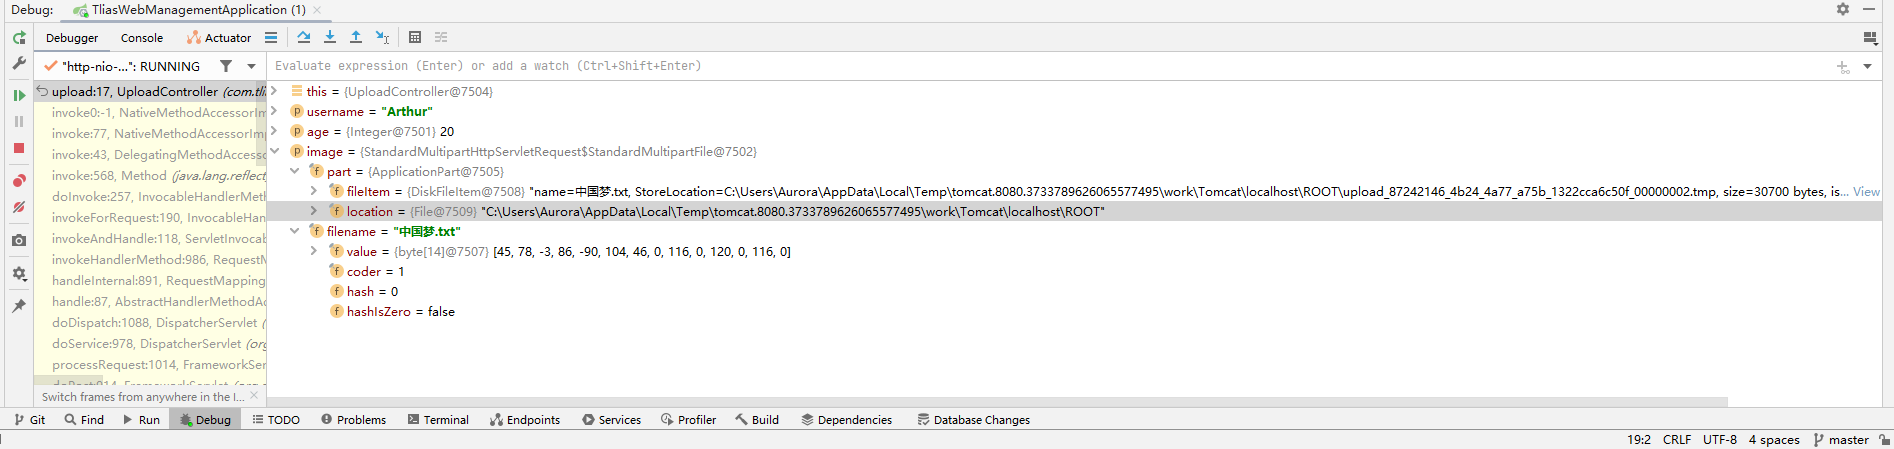 Debug: TliasWebManagementApplication (1)
Debugger Console Actuator
"http-nio-...": RUNNING
Evaluate expression (Enter) or add a watch (Ctrl+Shift+Enter)
upload:17, UploadController (com.tlia
invoke0:-1, NativeMethodAccessorIm
invoke:77, NativeMethodAccessorImp
invoke:43, DelegatingMethodAccesso
invoke:568, Method (java.lang.reflect
doInvoke:257, InvocableHandlerMeth
invokeForRequest:190, InvocableHan
invokeAndHandle:118, ServletInvocab
invokeHandlerMethod:986, RequestM
handleInternal:891, RequestMapping
handle:87, AbstractHandlerMethodAd
doDispatch:1088, DispatcherServlet (
doService:978, DispatcherServlet (org
processRequest:1014, FrameworkSer
doPost:914, FrameworkServlet (org
Switch frames from anywhere in the I...
this = {UploadController@7504}
username = "Arthur"
age = {Integer@7501} 20
image = {StandardMultipartHttpServletRequest$StandardMultipartFile@7502}
part = {ApplicationPart@7505}
fileItem = {DiskFileItem@7508} "name=中国梦.txt, StoreLocation=C:\Users\Aurora\AppData\Local\Temp\tomcat.8080.3733789626065577495\work\Tomcat\localhost\ROOT\upload_87242146_4b24_4a77_a75b_1322cca6c50f_00000002.tmp, size=30700 bytes, is... View
location = {File@7509} "C:\Users\Aurora\AppData\Local\Temp\tomcat.8080.3733789626065577495\work\Tomcat\localhost\ROOT"
filename = "中国梦.txt"
value = {byte[14]@7507} [45, 78, -3, 86, -90, 104, 46, 0, 116, 0, 120, 0, 116, 0]
coder = 1
hash = 0
hashIsZero = false
Git Find Run Debug TODO Problems Terminal Endpoints Services Profiler Build Dependencies Database Changes
19:2 CRLF UTF-8 4 spaces master